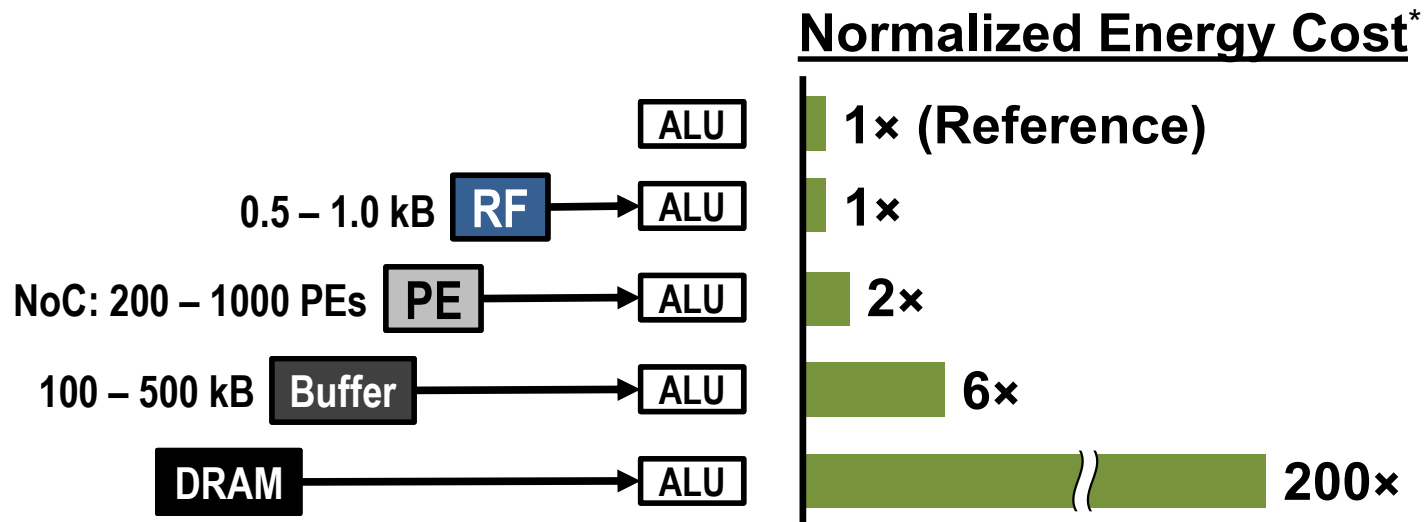 Normalized Energy Cost*
ALU 1× (Reference)
0.5 – 1.0 kB RF ALU 1×
NoC: 200 – 1000 PEs PE ALU 2×
100 – 500 kB Buffer ALU 6×
DRAM ALU 200×